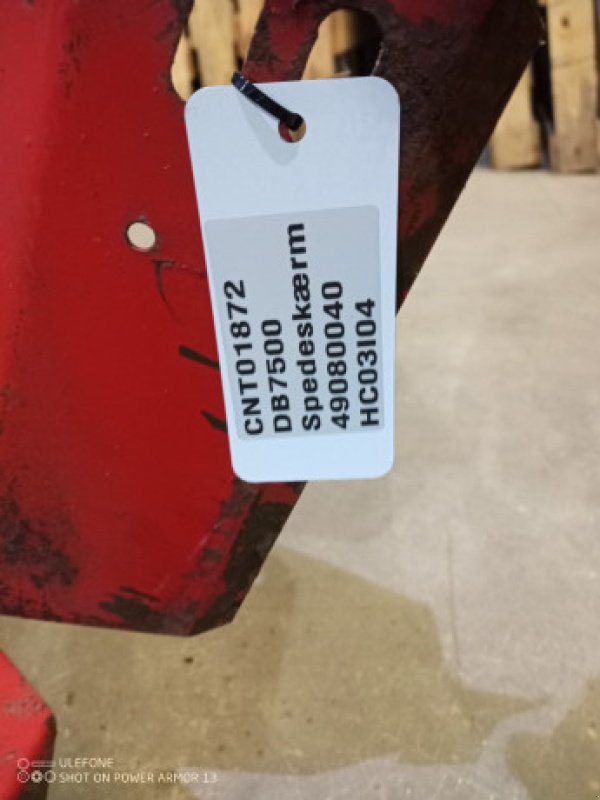 CNT01872
DB7500
Spedeskærm
49080040
HC03I04
ULEFONE
SHOT ON POWER ARMOR 13